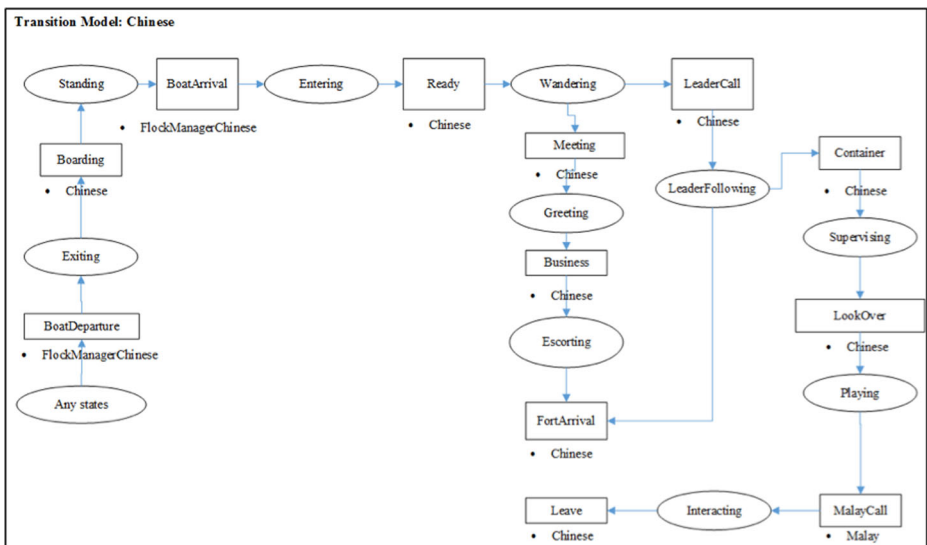 Transition Model: Chinese
Standing
BoatArrival
Entering
Ready
Wandering
LeaderCall
• FlockManagerChinese
• Chinese
• Chinese
Boarding
• Chinese
Meeting
• Chinese
Container
• Chinese
LeaderFollowing
Greeting
Supervising
Exiting
Business
• Chinese
BoatDeparture
• FlockManagerChinese
LookOver
• Chinese
Escorting
Any states
Playing
FortArrival
• Chinese
Leave
• Chinese
Interacting
MalayCall
• Malay